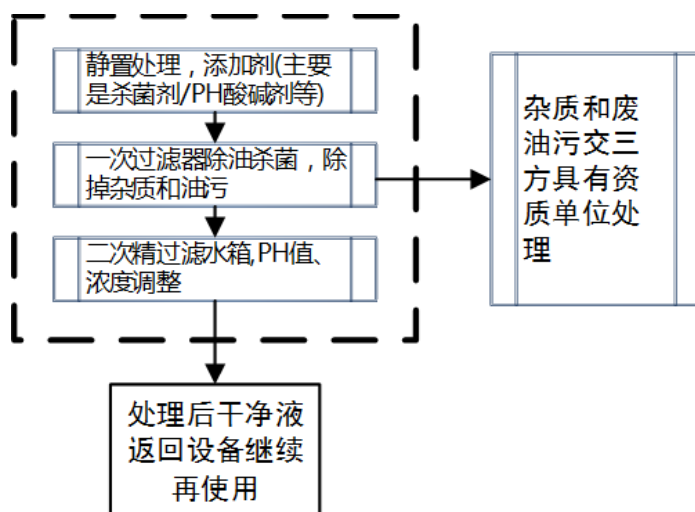 静置处理，添加剂(主要
是杀菌剂/PH酸碱剂等)
一次过滤器除油杀菌，除
掉杂质和油污
二次精过滤水箱,PH值、
浓度调整
杂质和废
油污交三
方具有资
质单位处
理
处理后干净液
返回设备继续
再使用